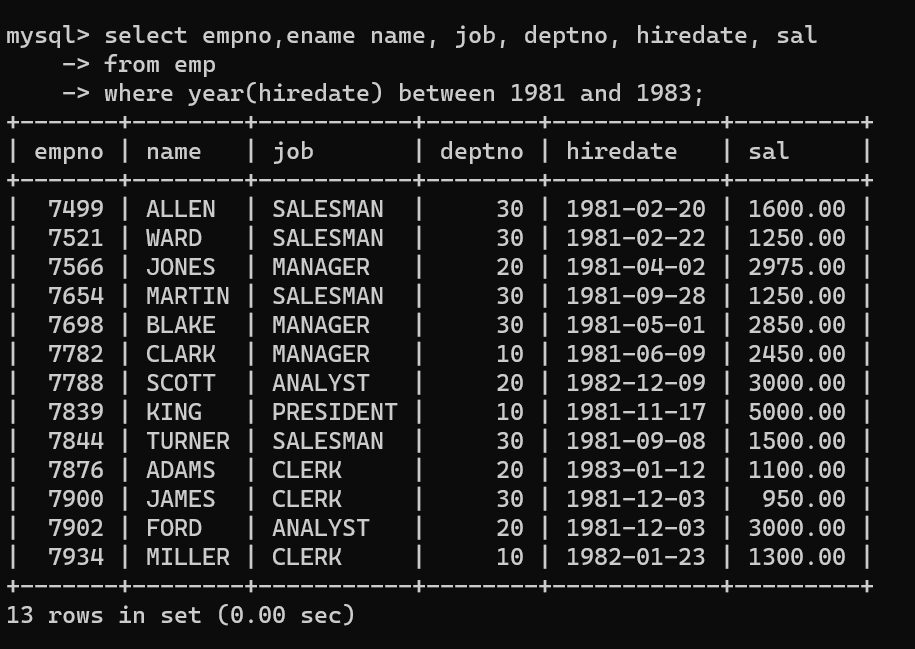 mysql> select empno,ename name, job, deptno, hiredate, sal
    -> from emp
    -> where year(hiredate) between 1981 and 1983;
+-------+--------+-----------+--------+------------+---------+
| empno | name   | job       | deptno | hiredate   | sal     |
+-------+--------+-----------+--------+------------+---------+
|  7499 | ALLEN  | SALESMAN  |     30 | 1981-02-20 | 1600.00 |
|  7521 | WARD   | SALESMAN  |     30 | 1981-02-22 | 1250.00 |
|  7566 | JONES  | MANAGER   |     20 | 1981-04-02 | 2975.00 |
|  7654 | MARTIN | SALESMAN  |     30 | 1981-09-28 | 1250.00 |
|  7698 | BLAKE  | MANAGER   |     30 | 1981-05-01 | 2850.00 |
|  7782 | CLARK  | MANAGER   |     10 | 1981-06-09 | 2450.00 |
|  7788 | SCOTT  | ANALYST   |     20 | 1982-12-09 | 3000.00 |
|  7839 | KING   | PRESIDENT |     10 | 1981-11-17 | 5000.00 |
|  7844 | TURNER | SALESMAN  |     30 | 1981-09-08 | 1500.00 |
|  7876 | ADAMS  | CLERK     |     20 | 1983-01-12 | 1100.00 |
|  7900 | JAMES  | CLERK     |     30 | 1981-12-03 |  950.00 |
|  7902 | FORD   | ANALYST   |     20 | 1981-12-03 | 3000.00 |
|  7934 | MILLER | CLERK     |     10 | 1982-01-23 | 1300.00 |
+-------+--------+-----------+--------+------------+---------+
13 rows in set (0.00 sec)